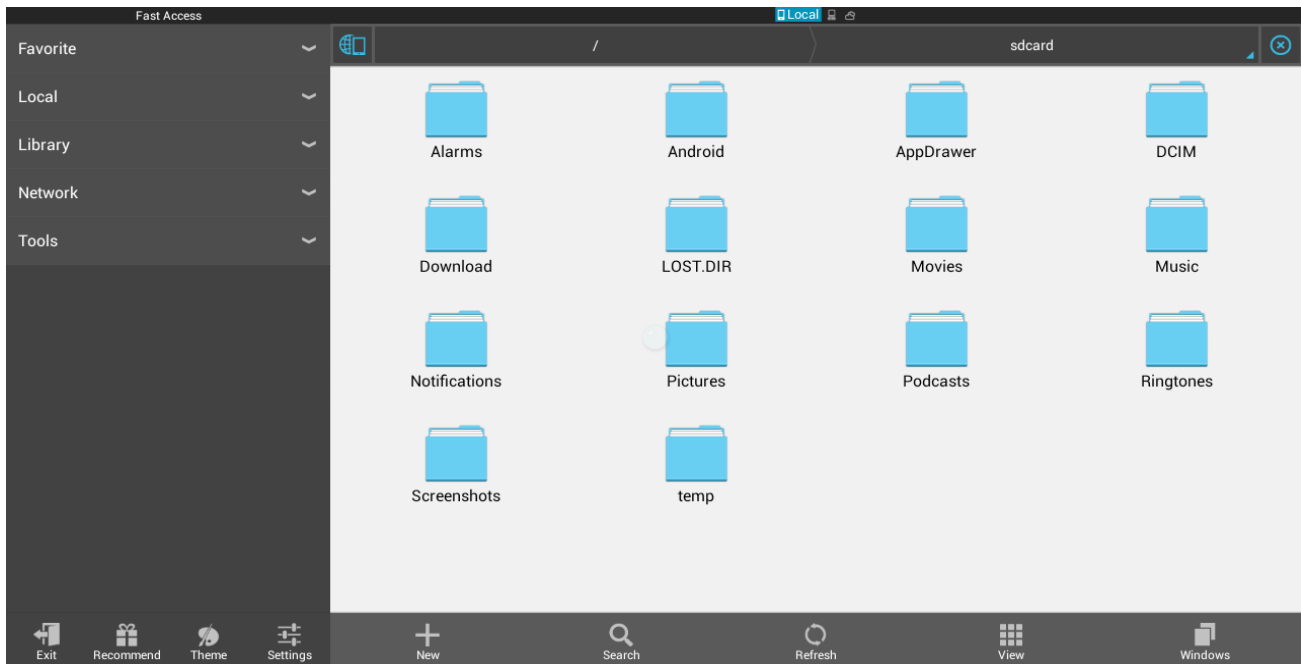 Fast Access
Local
Favorite
/
sdcard
Local
Library
Network
Tools
Alarms
Android
AppDrawer
DCIM
Download
LOST.DIR
Movies
Music
Notifications
Pictures
Podcasts
Ringtones
Screenshots
temp
Exit
Recommend
Theme
Settings
New
Search
Refresh
View
Windows